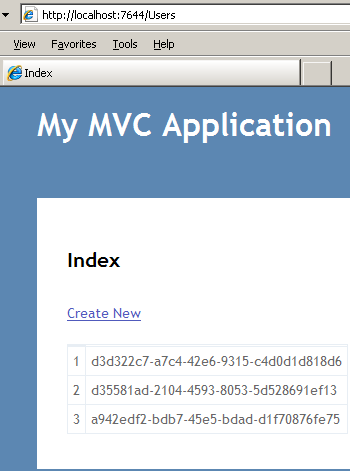 http://localhost:7644/Users
View Favorites Tools Help
Index
My MVC Application
Index
Create New
1 d3d322c7-a7c4-42e6-9315-c4d0d1d818d6
2 d35581ad-2104-4593-8053-5d528691ef13
3 a942edf2-bdb7-45e5-bdad-d1f70876fe75